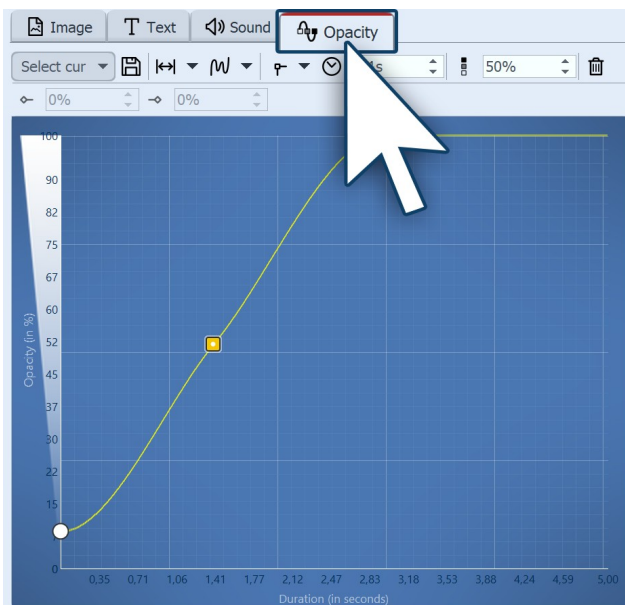 Image
Text
Sound
Opacity
Select cur
50%
0%
0%
100
90
82
75
67
60
52
45
37
30
22
15
0
Opacity (in %)
0,35 0,71 1,06 1,41 1,77 2,12 2,47 2,83 3,18 3,53 3,88 4,24 4,59 5,00
Duration (in seconds)